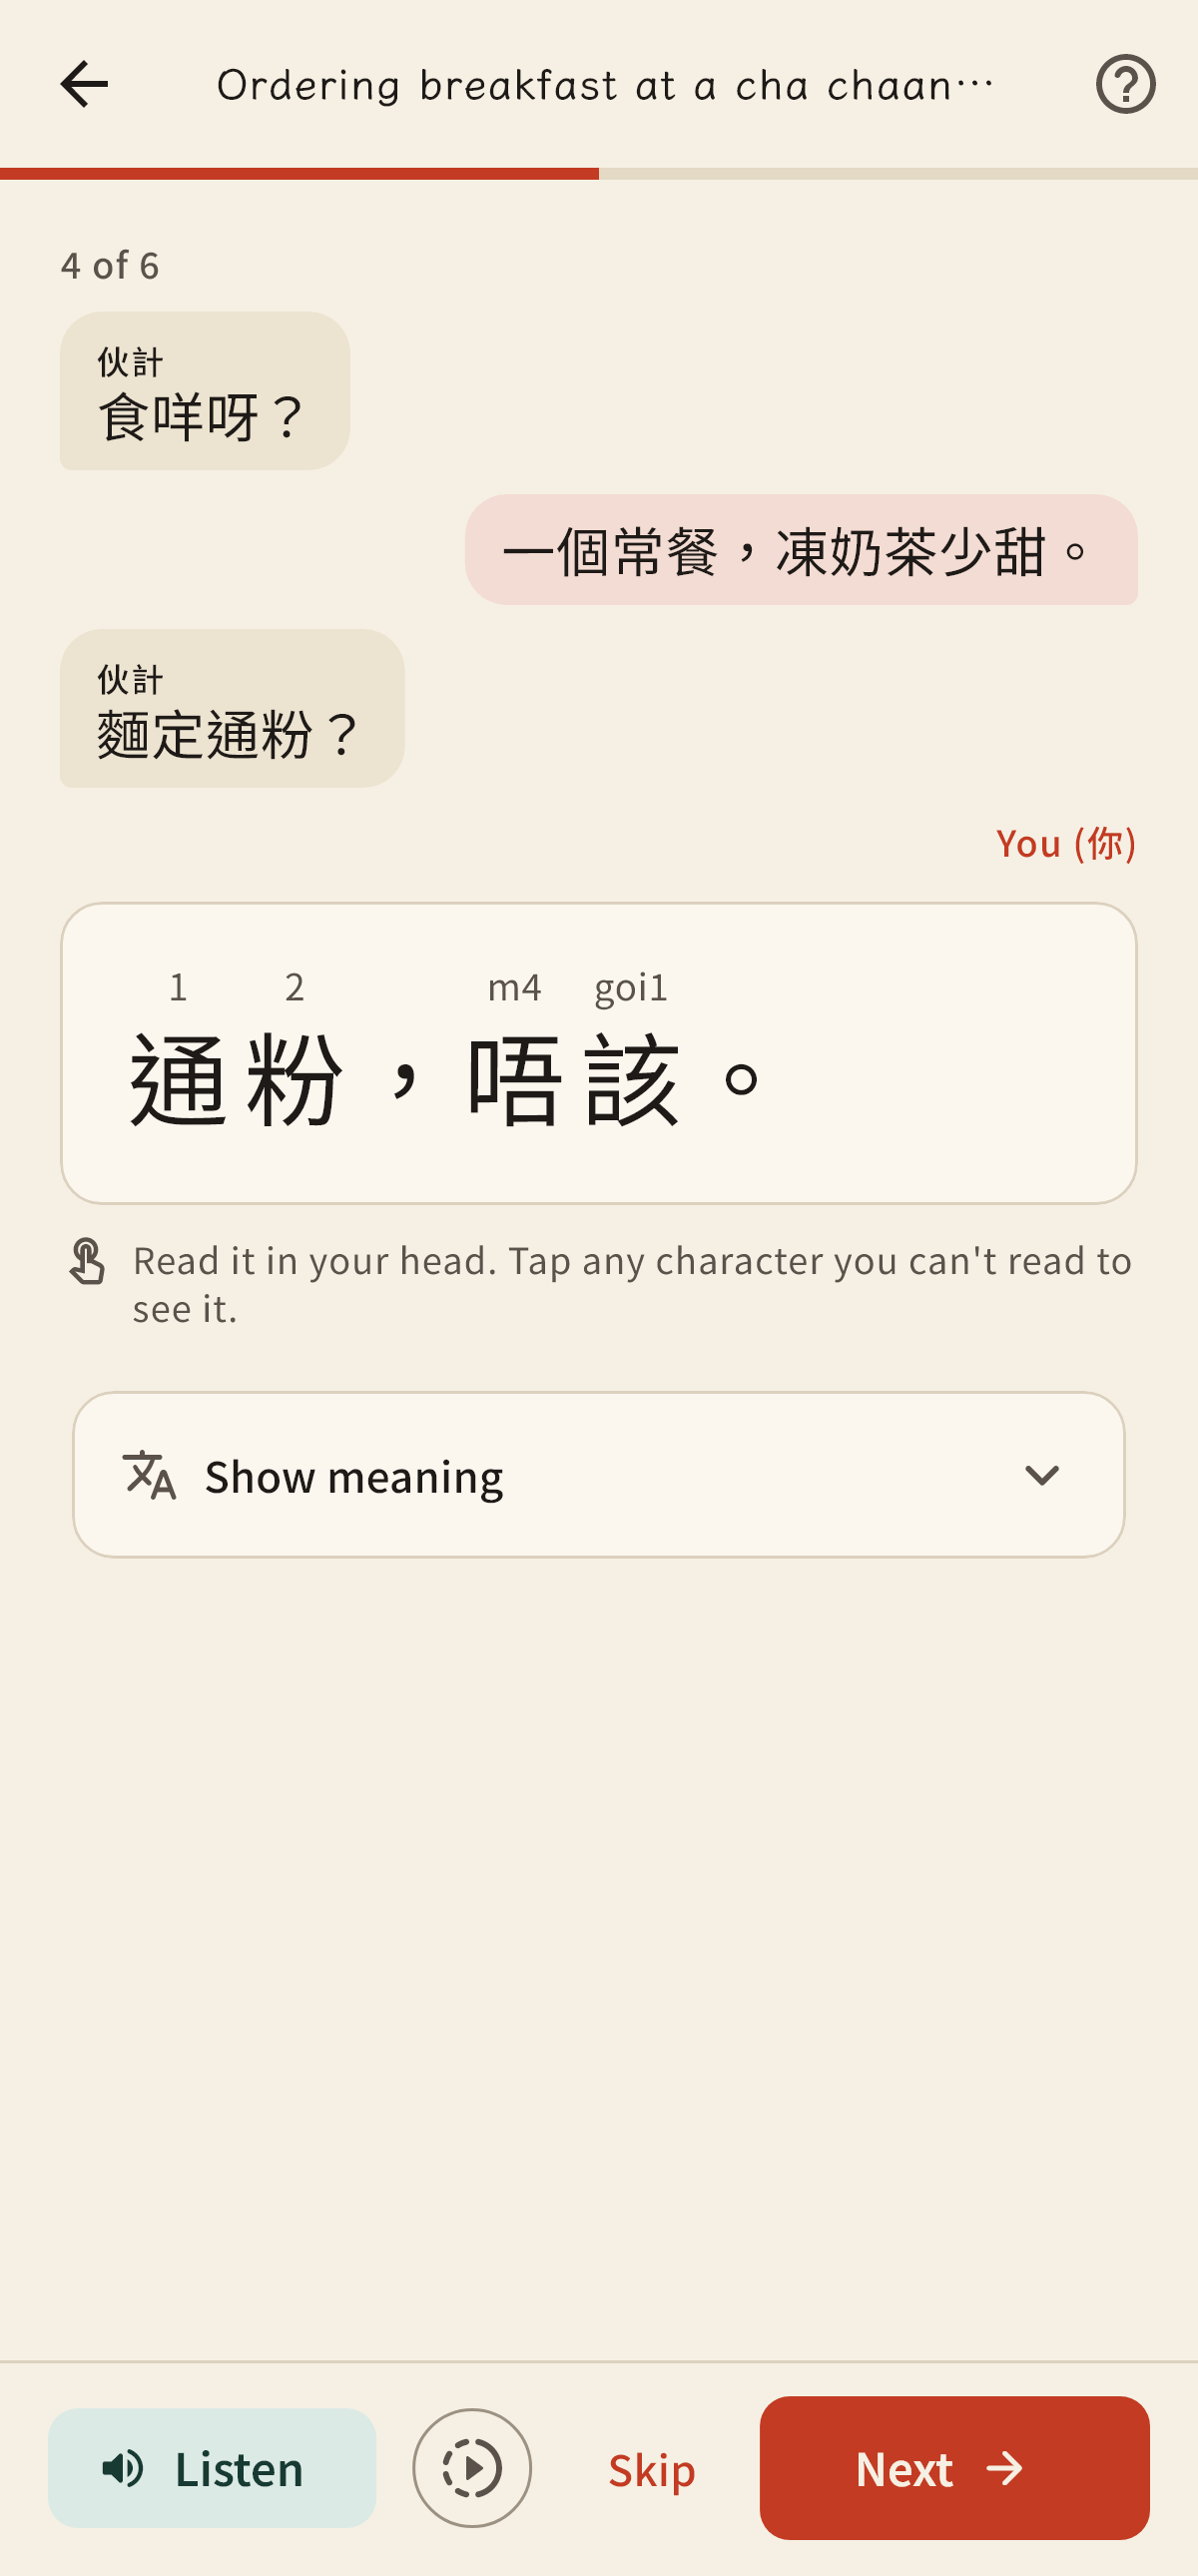 Ordering breakfast at a cha chaan…
4 of 6
伙計
食咩呀？
一個常餐，凍奶茶少甜。
伙計
麵定通粉？
You (你)
1 2 m4 goi1
通粉，唔該。
Read it in your head. Tap any character you can't read to
see it.
Show meaning
Listen
Skip
Next